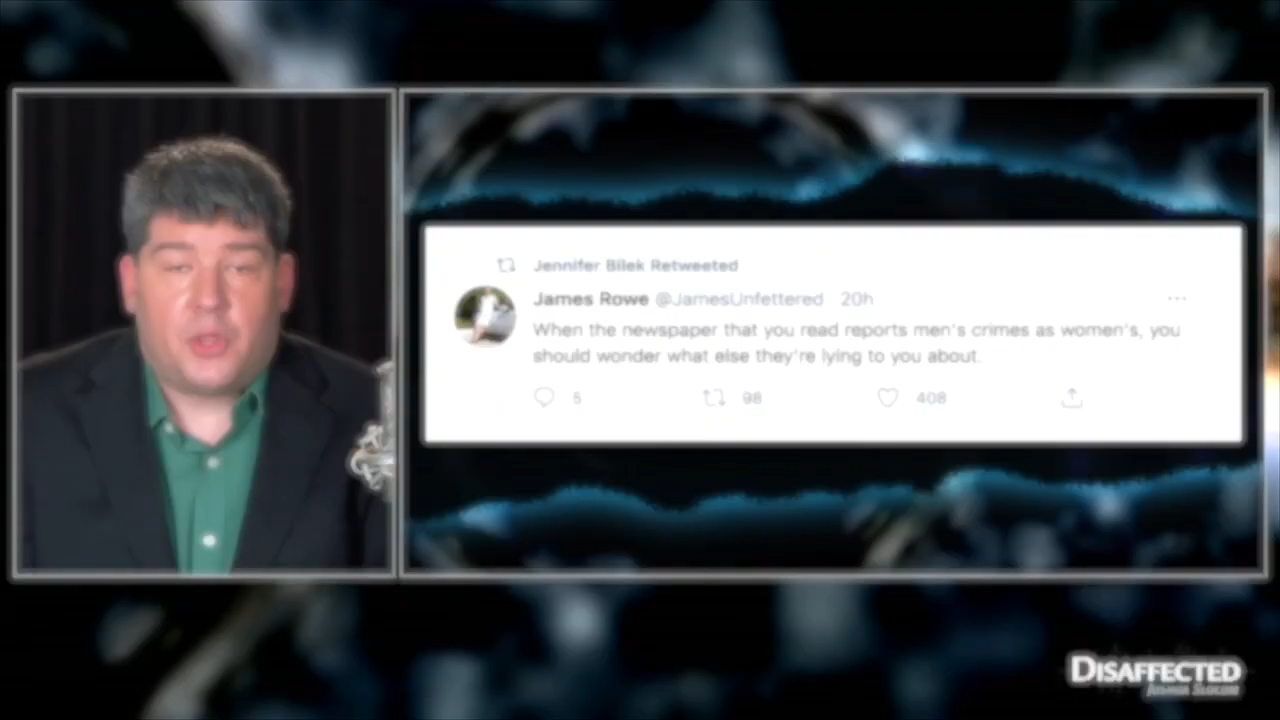 Jennifer Bilek Retweeted
James Rowe @JamesUnfettered 20h
When the newspaper that you read reports men's crimes as women's, you
should wonder what else they're lying to you about.
5 98 408
DISAFFECTED